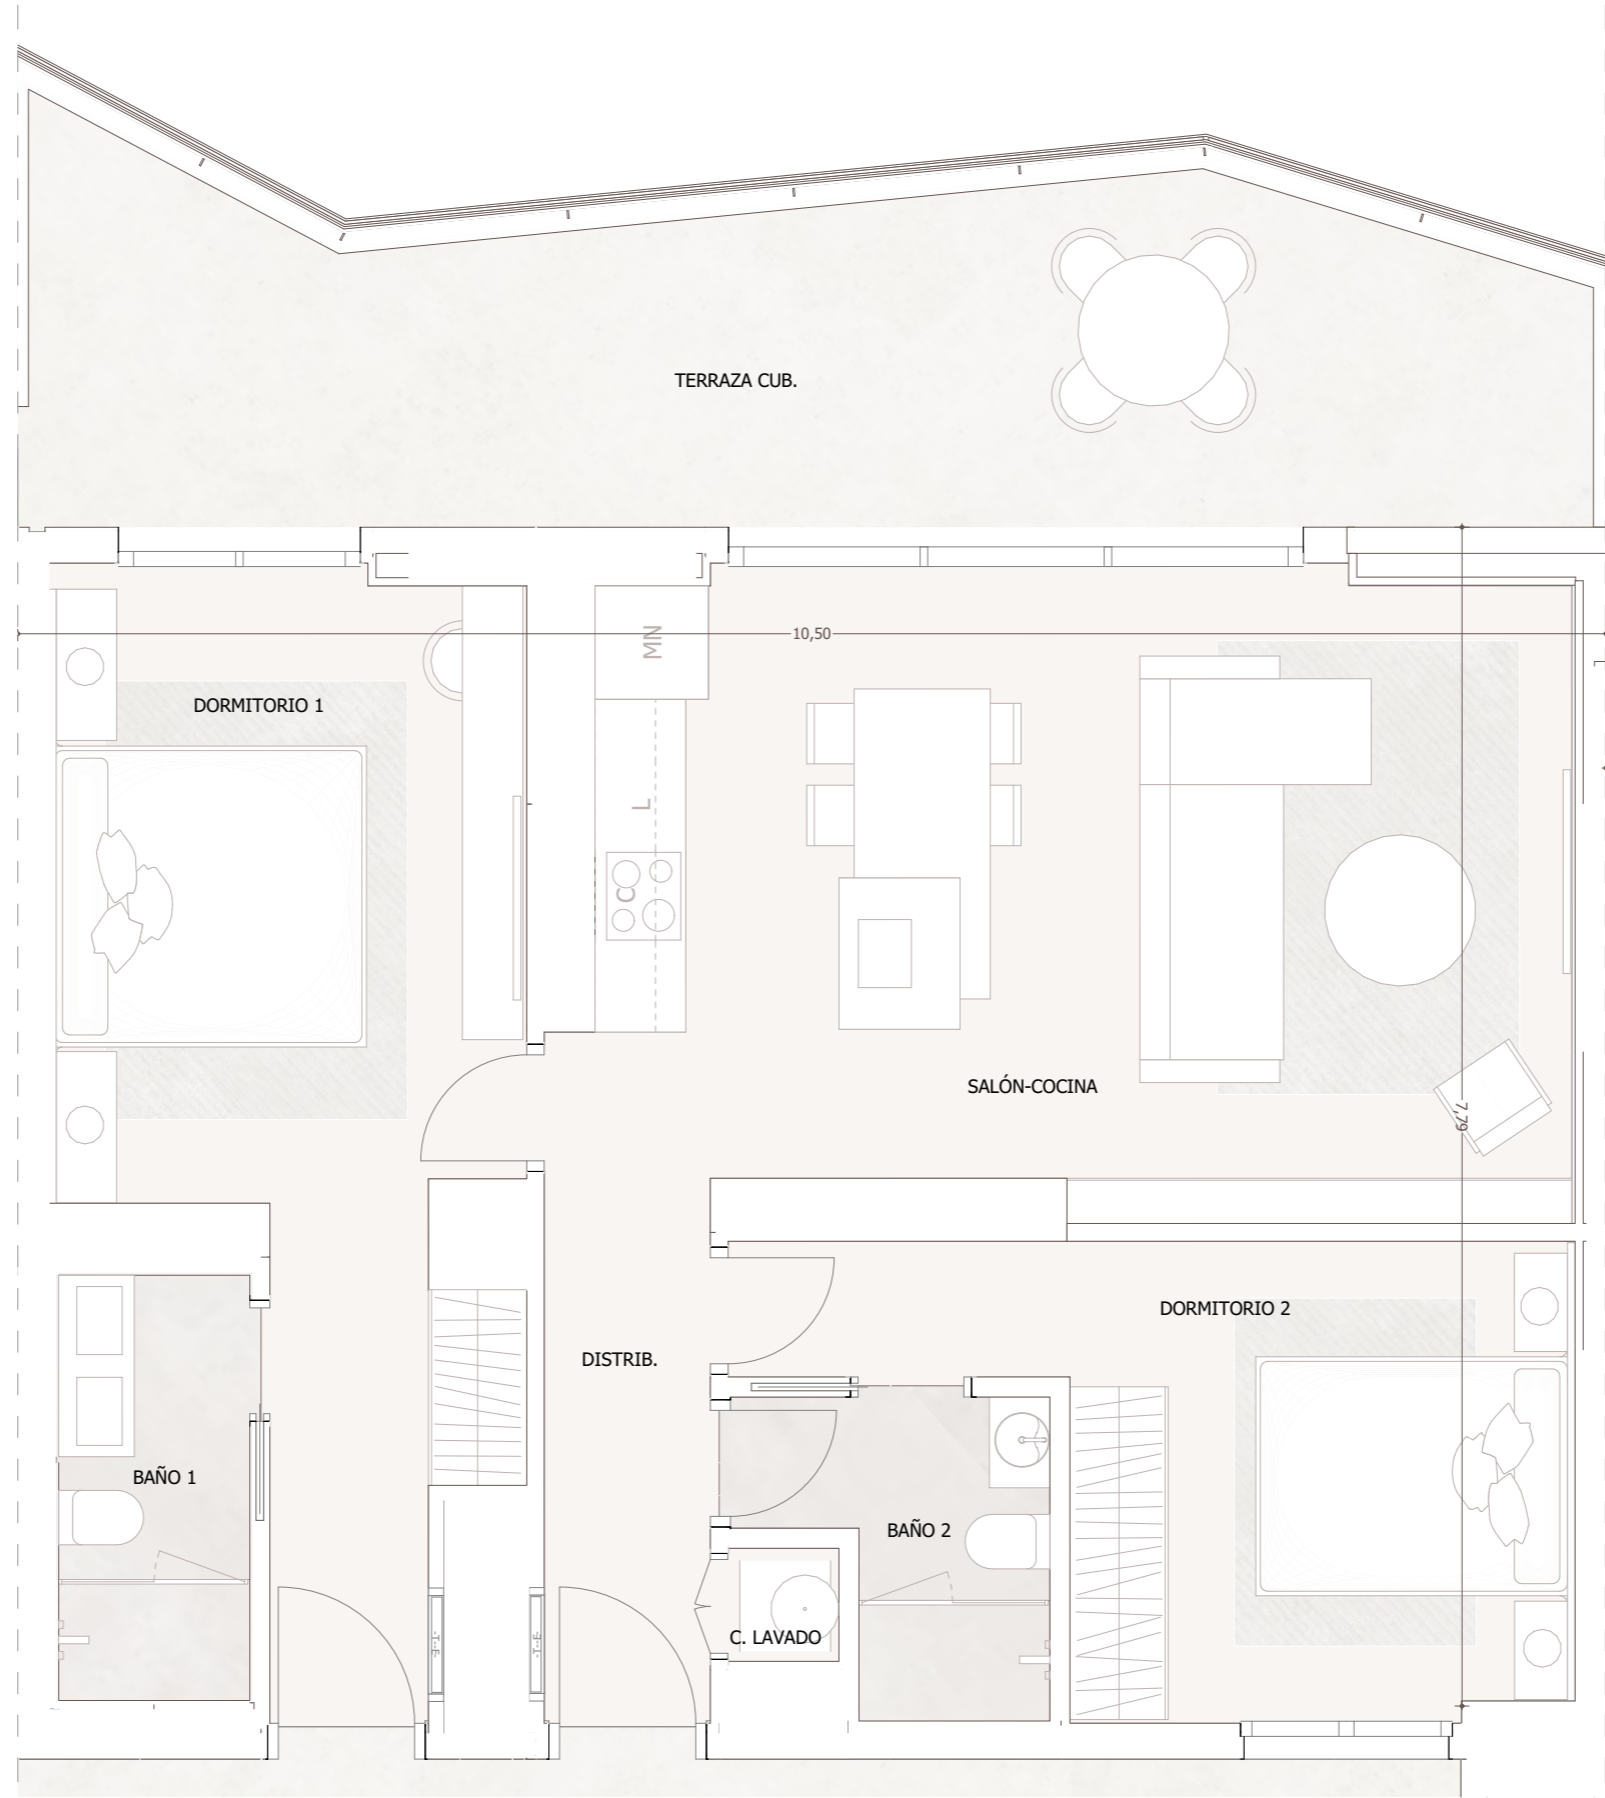 TERRAZA CUB.
10,50
MN
DORMITORIO 1
L
C
SALÓN-COCINA
7,79
DORMITORIO 2
DISTRIB.
BAÑO 1
BAÑO 2
C. LAVADO
-T--E-
-T--E-